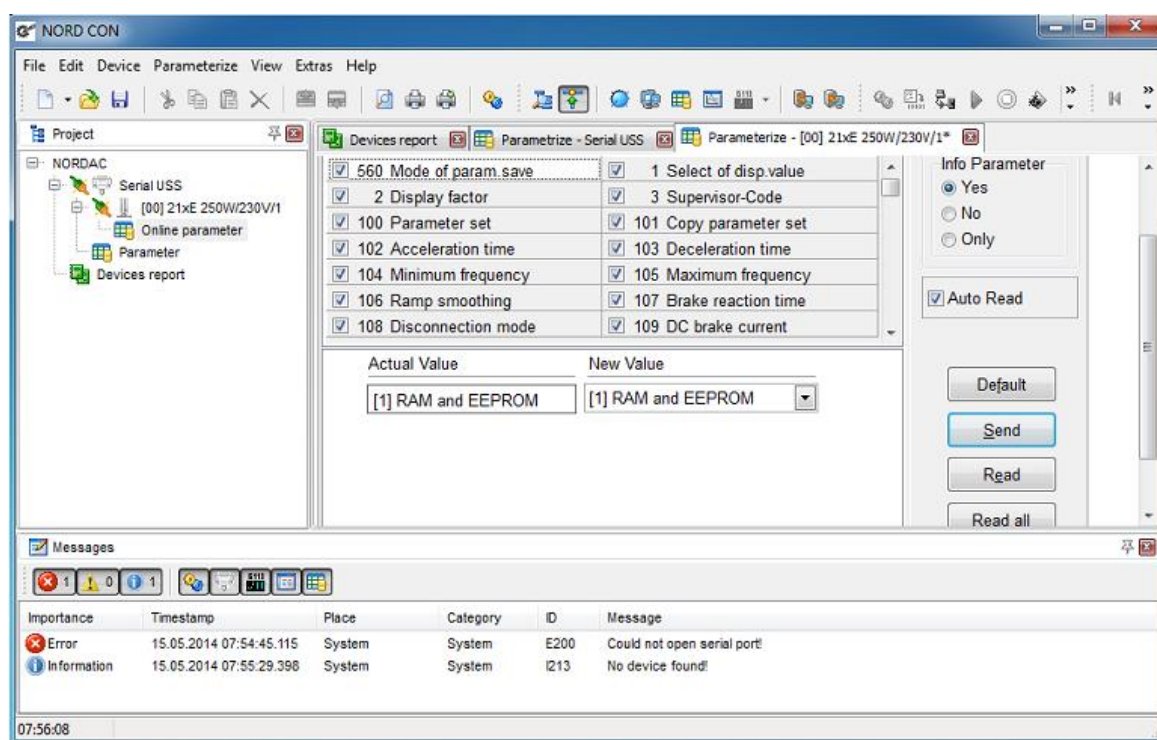 NORD CON
File Edit Device Parameterize View Extras Help
Project
NORDAC
Serial USS
[00] 21xE 250W/230V/1
Online parameter
Parameter
Devices report
Devices report Parametrize - Serial USS Parameterize - [00] 21xE 250W/230V/1*
560 Mode of param.save 1 Select of disp.value
2 Display factor 3 Supervisor-Code
100 Parameter set 101 Copy parameter set
102 Acceleration time 103 Deceleration time
104 Minimum frequency 105 Maximum frequency
106 Ramp smoothing 107 Brake reaction time
108 Disconnection mode 109 DC brake current
Info Parameter
Yes
No
Only
Auto Read
Actual Value New Value
[1] RAM and EEPROM [1] RAM and EEPROM
Default
Send
Read
Read all
Messages
1 0 1
Importance Timestamp Place Category ID Message
Error 15.05.2014 07:54:45.115 System System E200 Could not open serial port!
Information 15.05.2014 07:55:29.398 System System I213 No device found!
07:56:08